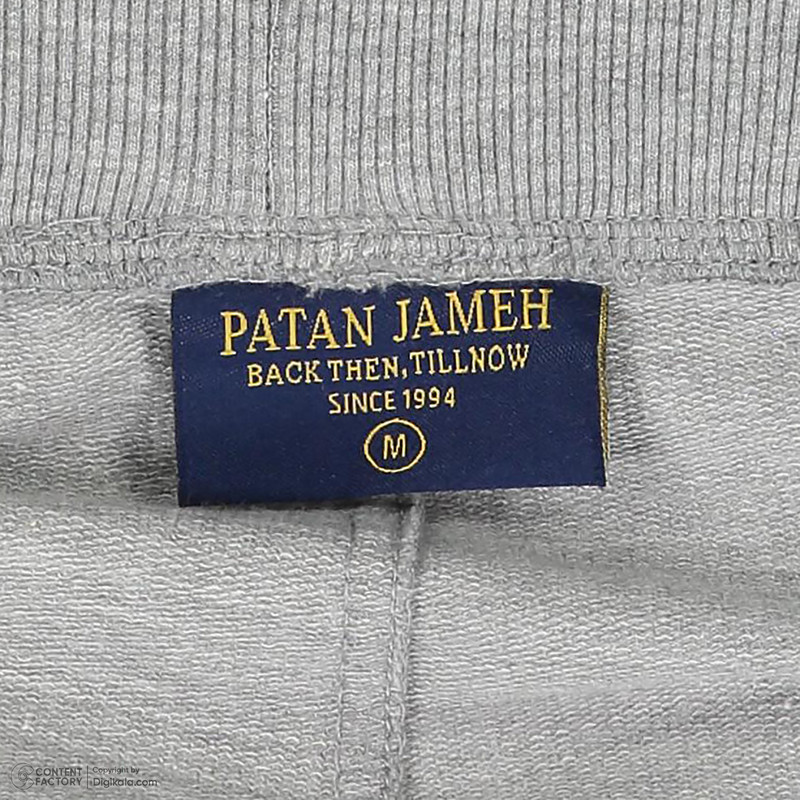 PATAN JAMEH
BACK THEN, TILLNOW
SINCE 1994
M
CONTENT FACTORY
Copyright by
Digikala.com